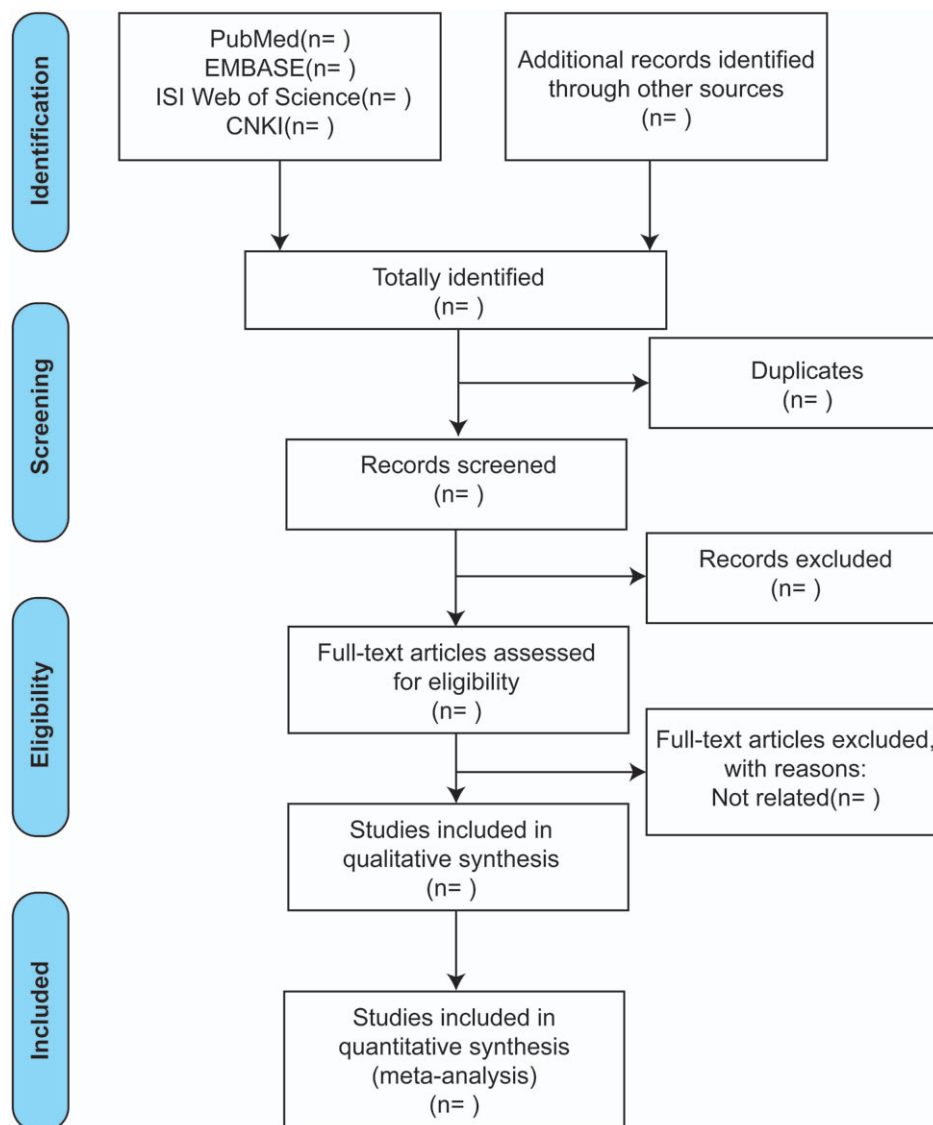 Identification
PubMed(n= )
EMBASE(n= )
ISI Web of Science(n= )
CNKI(n= )
Additional records identified
through other sources
(n= )
Totally identified
(n= )
Screening
Duplicates
(n= )
Records screened
(n= )
Records excluded
(n= )
Eligibility
Full-text articles assessed
for eligibility
(n= )
Full-text articles excluded,
with reasons:
Not related(n= )
Studies included in
qualitative synthesis
(n= )
Included
Studies included in
quantitative synthesis
(meta-analysis)
(n= )